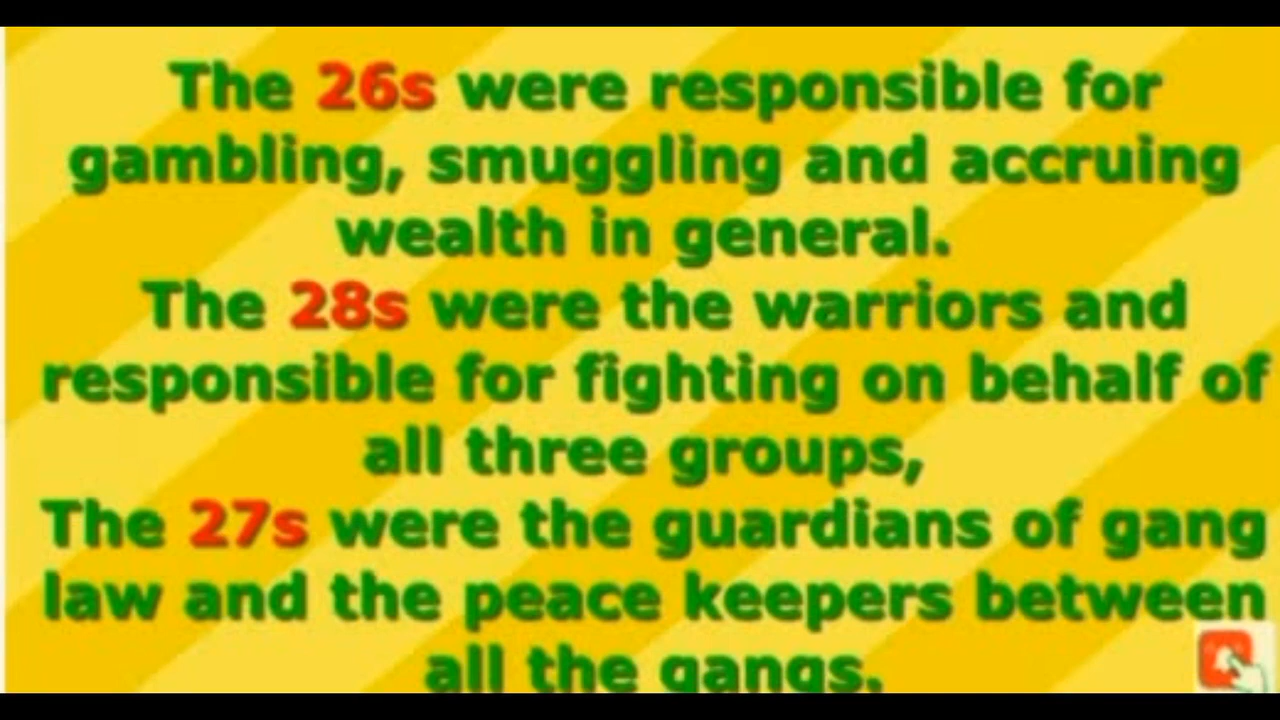 The 26s were responsible for
gambling, smuggling and accruing
wealth in general.
The 28s were the warriors and
responsible for fighting on behalf of
all three groups,
The 27s were the guardians of gang
law and the peace keepers between
all the gangs.